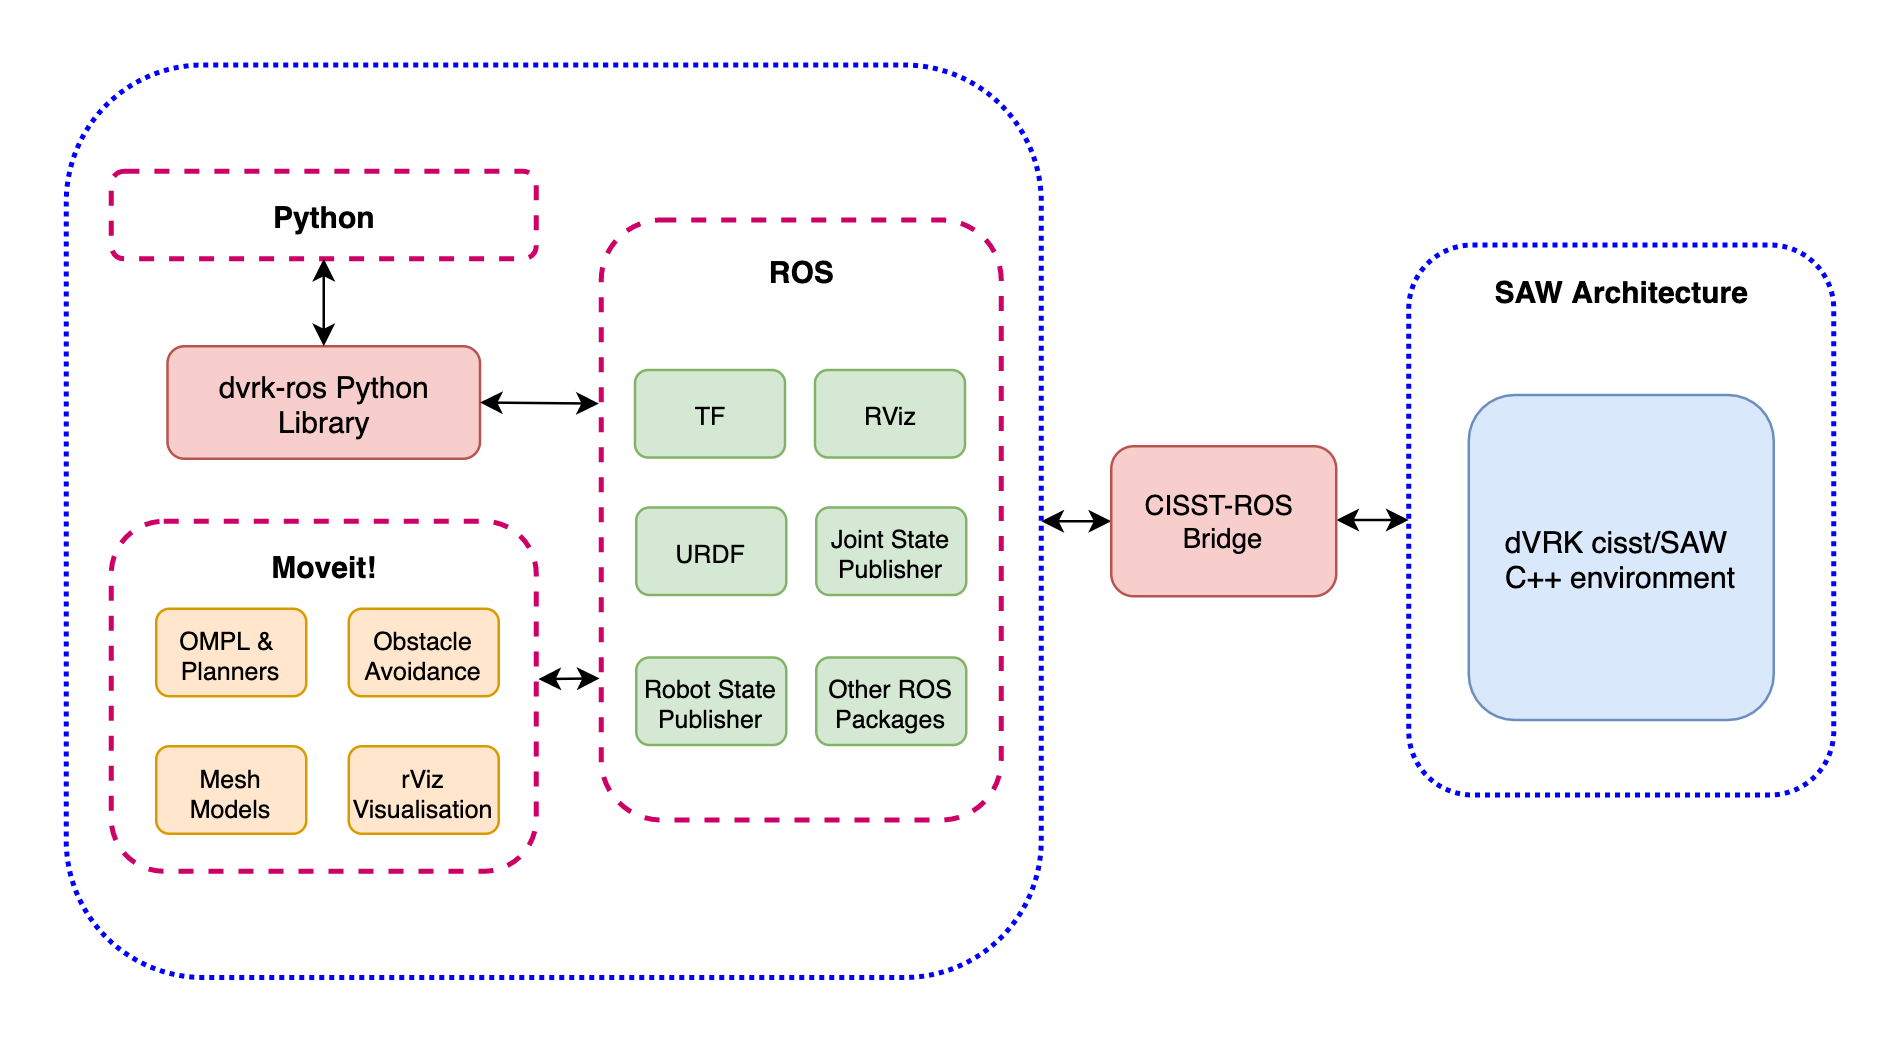 Python
dvrk-ros Python
Library
Moveit!
OMPL &
Planners
Obstacle
Avoidance
Mesh
Models
rViz
Visualisation
ROS
TF
RViz
URDF
Joint State
Publisher
Robot State
Publisher
Other ROS
Packages
CISST-ROS
Bridge
SAW Architecture
dVRK cisst/SAW
C++ environment